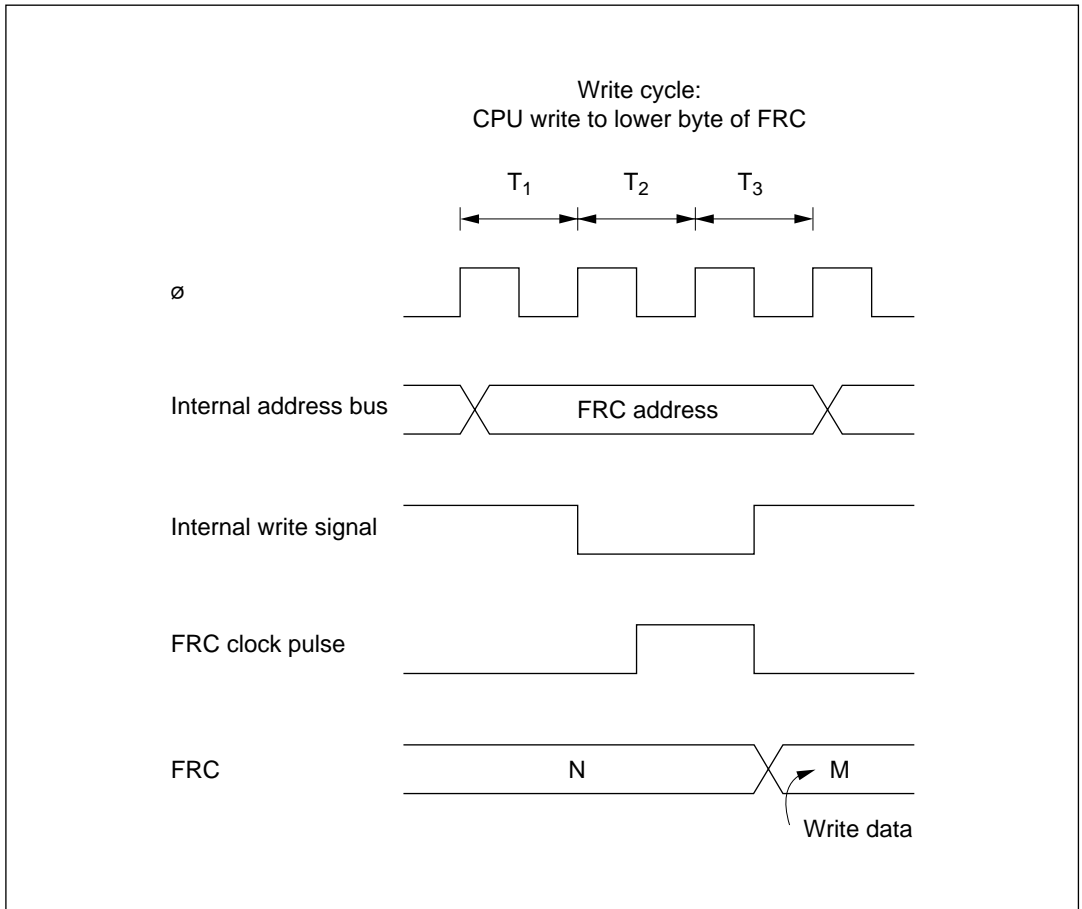 Write cycle:
CPU write to lower byte of FRC
T₁ T₂ T₃
ø
Internal address bus
FRC address
Internal write signal
FRC clock pulse
FRC
N
M
Write data